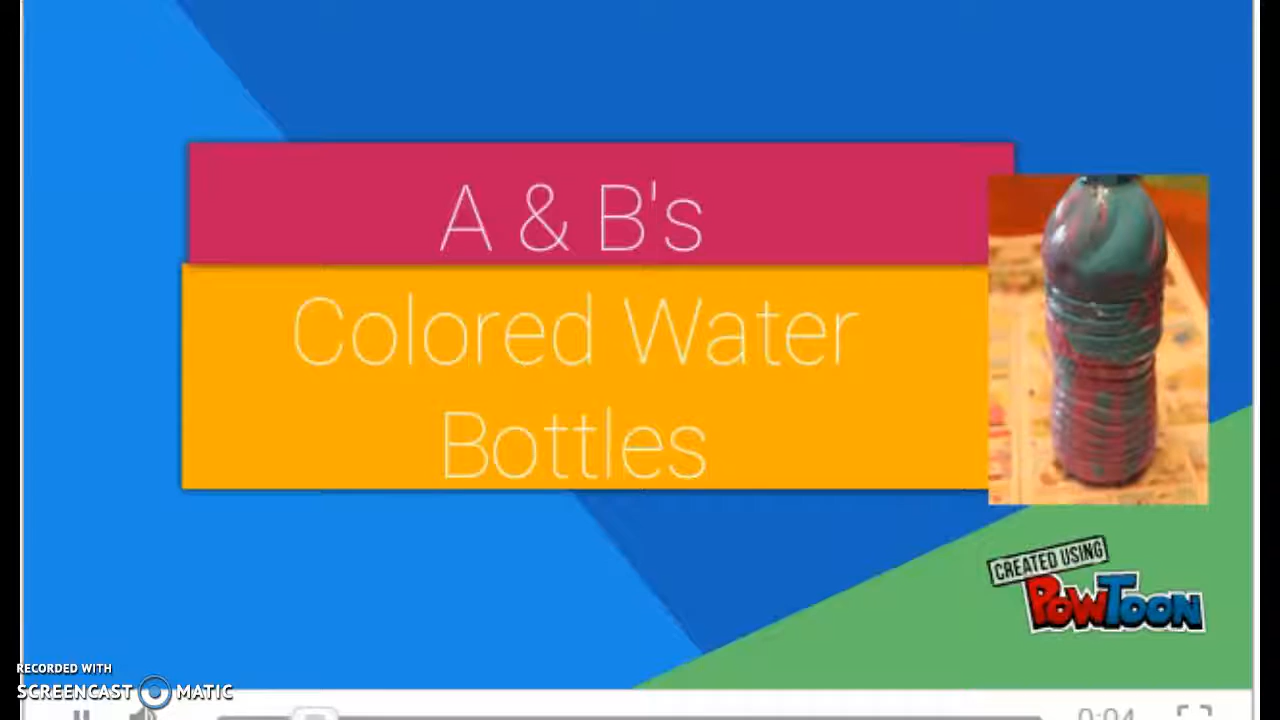 A & B's
Colored Water
Bottles
CREATED USING
POWTOON
RECORDED WITH
SCREENCAST MATIC
0:04